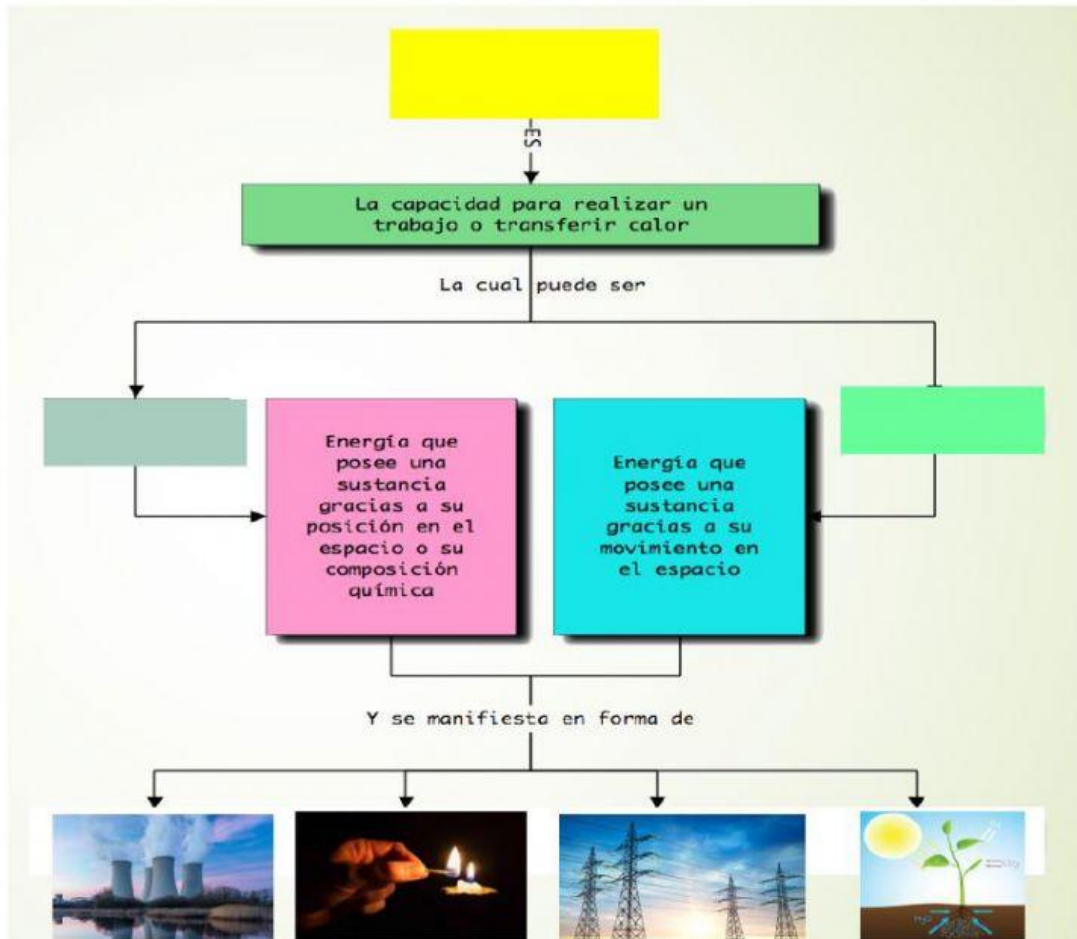 ES
La capacidad para realizar un
trabajo o transferir calor
La cual puede ser
Energía que
posee una
sustancia
gracias a su
posición en el
espacio o su
composición
química
Energía que
posee una
sustancia
gracias a su
movimiento en
el espacio
Y se manifiesta en forma de
H₂O